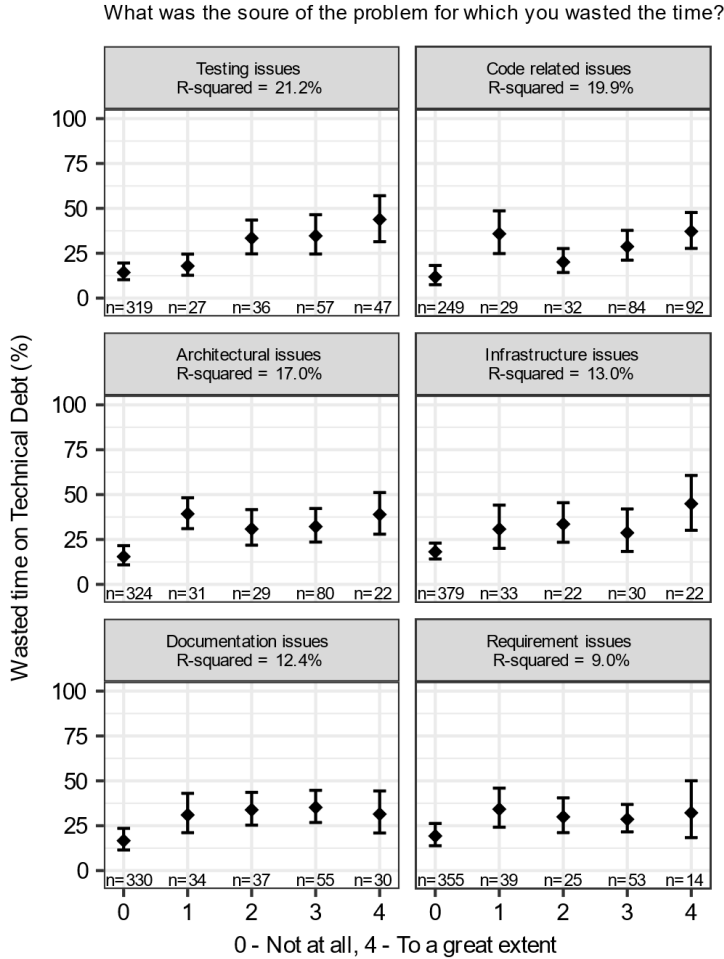 What was the soure of the problem for which you wasted the time?
Testing issues
R-squared = 21.2%
Code related issues
R-squared = 19.9%
100
75
50
25
0
n=319 n=27 n=36 n=57 n=47
n=249 n=29 n=32 n=84 n=92
Architectural issues
R-squared = 17.0%
Infrastructure issues
R-squared = 13.0%
100
75
50
25
0
n=324 n=31 n=29 n=80 n=22
n=379 n=33 n=22 n=30 n=22
Documentation issues
R-squared = 12.4%
Requirement issues
R-squared = 9.0%
100
75
50
25
0
n=330 n=34 n=37 n=55 n=30
n=355 n=39 n=25 n=53 n=14
0 1 2 3 4
0 1 2 3 4
Wasted time on Technical Debt (%)
0 - Not at all, 4 - To a great extent